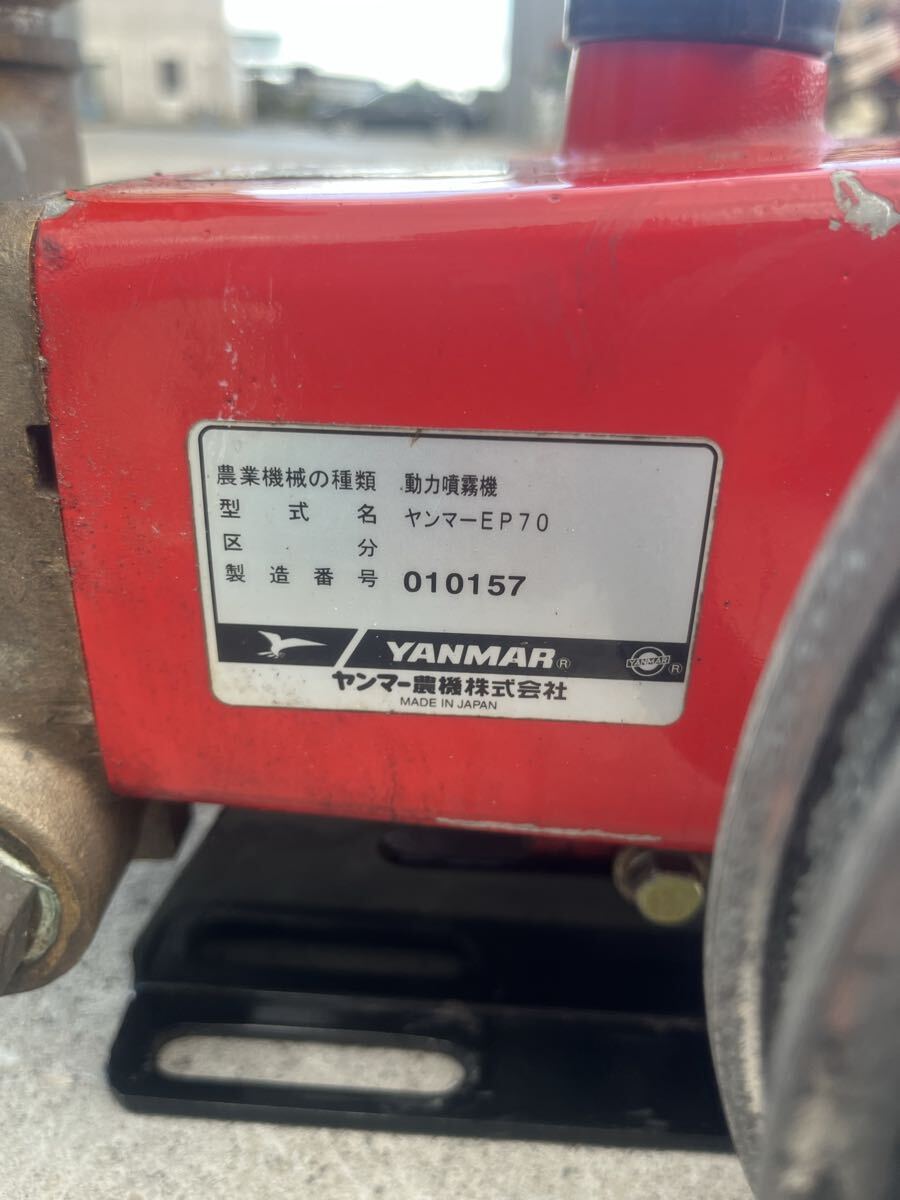 農業機械の種類 動力噴霧機
型式名 ヤンマーEP70
区分
製造番号 010157
YANMAR® YANMAR ®
ヤンマー農機株式会社
MADE IN JAPAN